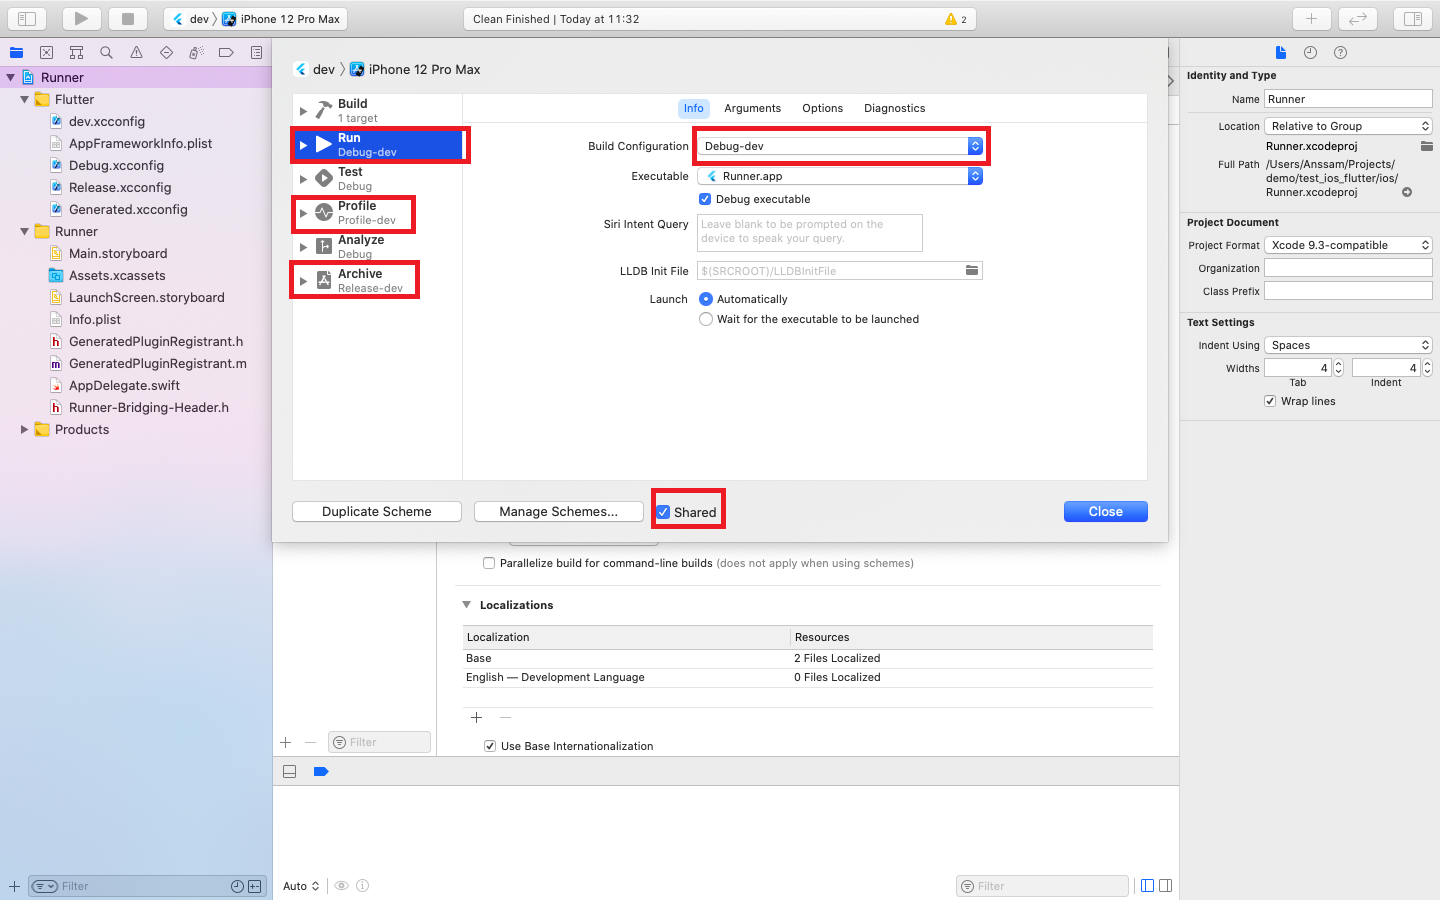 dev 〉 iPhone 12 Pro Max
Clean Finished | Today at 11:32
2
Runner
Flutter
dev.xcconfig
AppFrameworkInfo.plist
Debug.xcconfig
Release.xcconfig
Generated.xcconfig
Runner
Main.storyboard
Assets.xcassets
LaunchScreen.storyboard
Info.plist
GeneratedPluginRegistrant.h
GeneratedPluginRegistrant.m
AppDelegate.swift
Runner-Bridging-Header.h
Products
Filter
dev 〉 iPhone 12 Pro Max
Build
1 target
Run
Debug-dev
Test
Debug
Profile
Profile-dev
Analyze
Debug
Archive
Release-dev
Info Arguments Options Diagnostics
Build Configuration Debug-dev
Executable Runner.app
Debug executable
Siri Intent Query Leave blank to be prompted on the
device to speak your query.
LLDB Init File $(SRCROOT)/LLDBInitFile
Launch Automatically
Wait for the executable to be launched
Duplicate Scheme Manage Schemes... Shared Close
Parallelize build for command-line builds (does not apply when using schemes)
Localizations
Localization Resources
Base 2 Files Localized
English — Development Language 0 Files Localized
Filter
Use Base Internationalization
Auto
Filter
Identity and Type
Name Runner
Location Relative to Group
Runner.xcodeproj
Full Path /Users/Anssam/Projects/
demo/test_ios_flutter/ios/
Runner.xcodeproj
Project Document
Project Format Xcode 9.3-compatible
Organization
Class Prefix
Text Settings
Indent Using Spaces
Widths 4 4
Tab Indent
Wrap lines